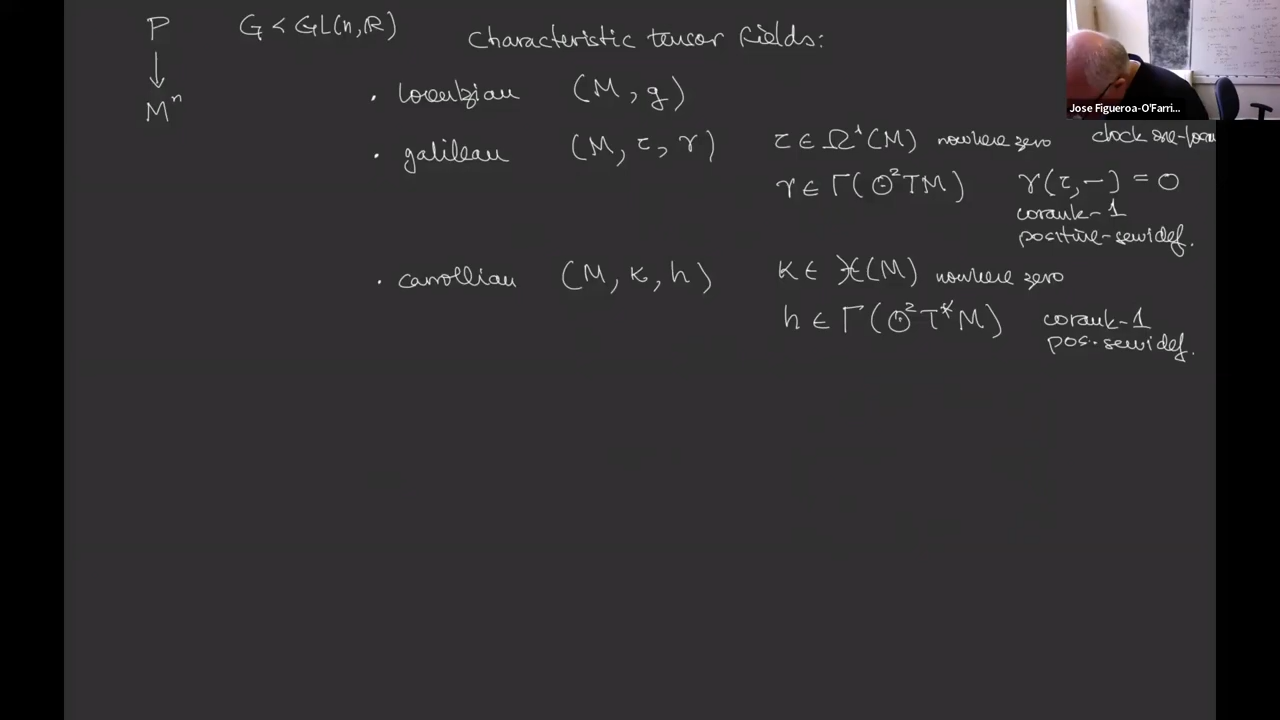 P G < GL(n, ℝ) Characteristic tensor fields:
↓
Mⁿ
· lorentzian (M, g)
· galilean (M, τ, γ) τ ∈ Ω¹(M) nowhere zero clock one-form
γ ∈ Γ(⊙²TM) γ(τ, −) = 0
corank-1
positive-semidef.
· carrollian (M, κ, h) κ ∈ 𝒳(M) nowhere zero
h ∈ Γ(⊙²T*M) corank-1
pos.-semidef.
Jose Figueroa-O'Farri...